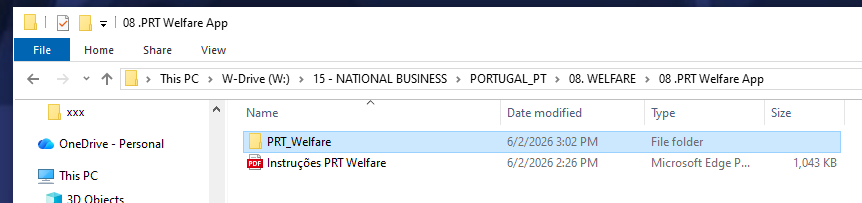 08 .PRT Welfare App
File Home Share View
This PC > W-Drive (W:) > 15 - NATIONAL BUSINESS > PORTUGAL_PT > 08. WELFARE > 08 .PRT Welfare App
xxx
OneDrive - Personal
This PC
3D Objects
Name Date modified Type Size
PRT_Welfare 6/2/2026 3:02 PM File folder
PDF Instruções PRT Welfare 6/2/2026 2:26 PM Microsoft Edge P... 1,043 KB